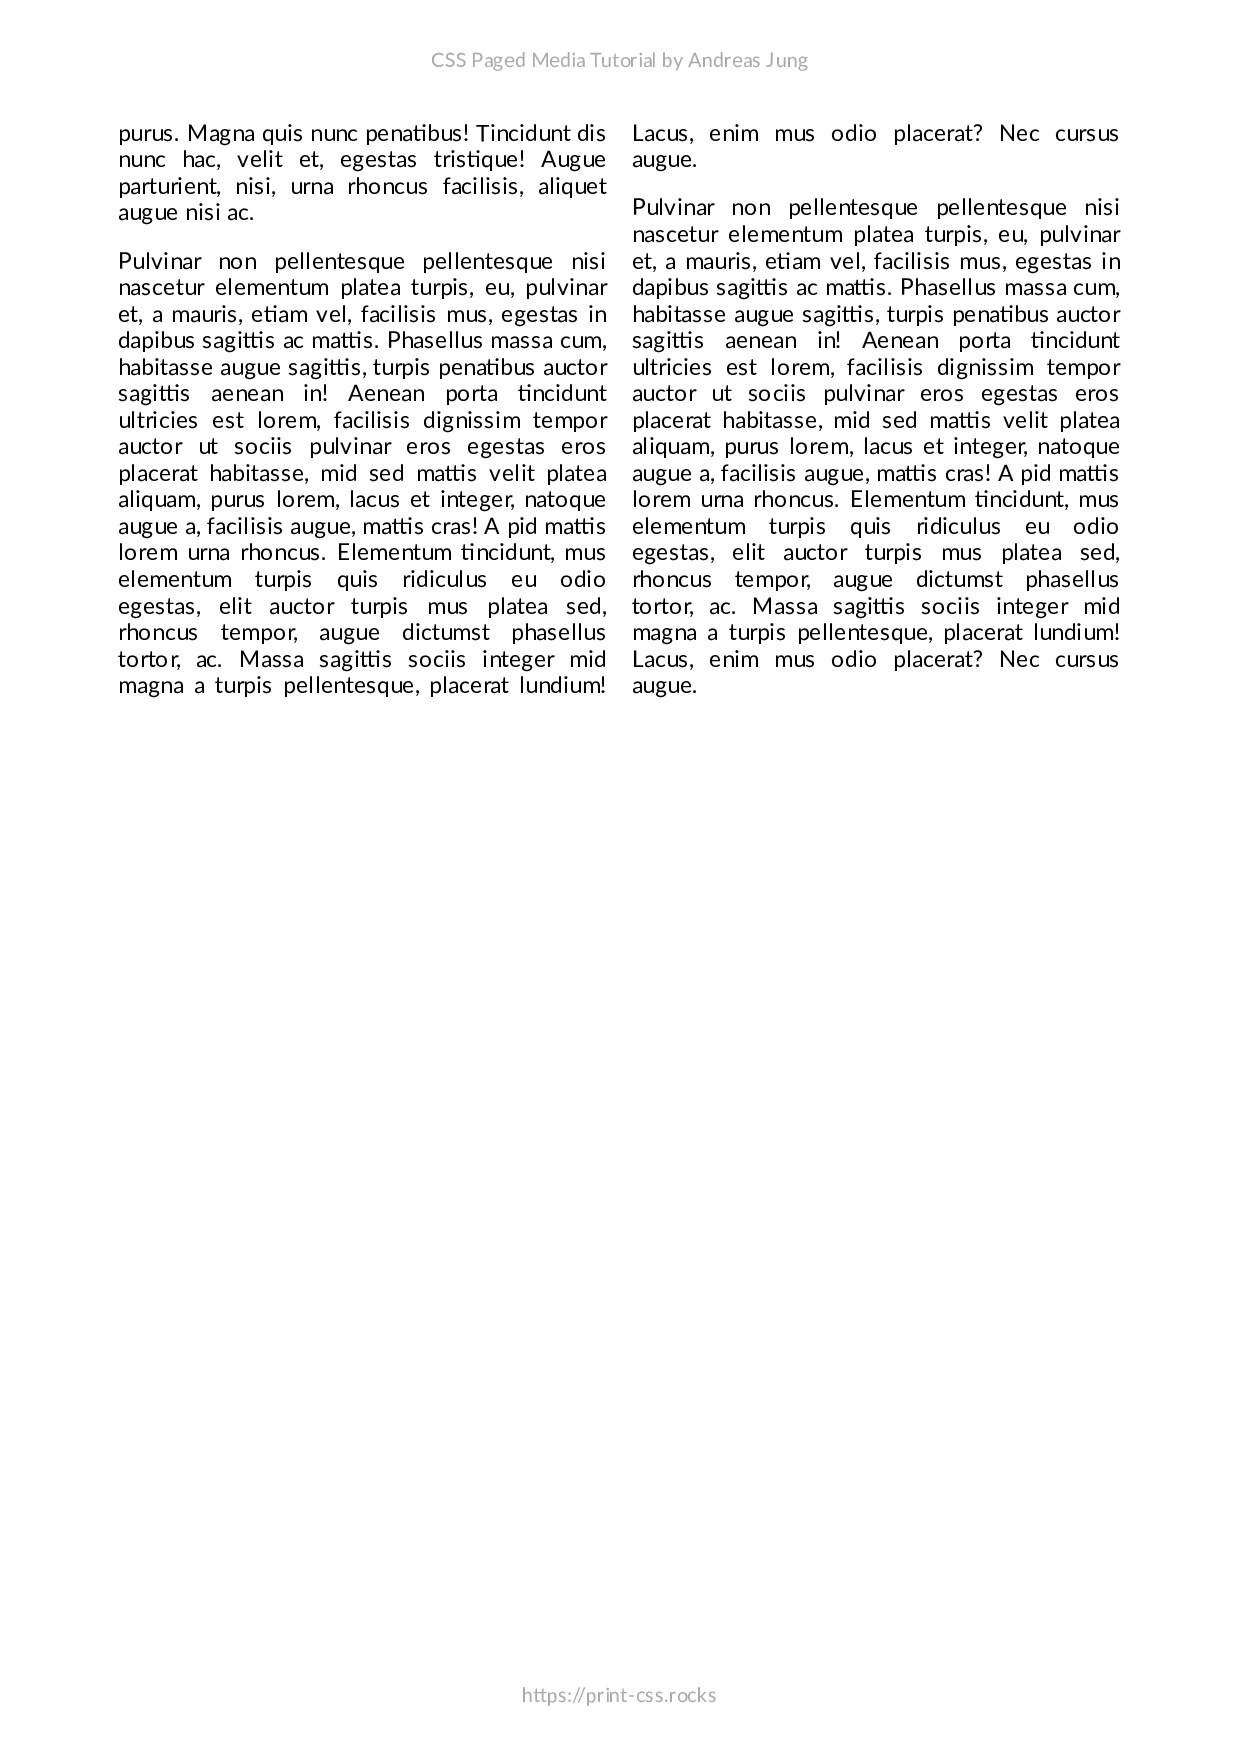 CSS Paged Media Tutorial by Andreas Jung
purus. Magna quis nunc penatibus! Tincidunt dis
nunc hac, velit et, egestas tristique! Augue
parturient, nisi, urna rhoncus facilisis, aliquet
augue nisi ac.
Pulvinar non pellentesque pellentesque nisi
nascetur elementum platea turpis, eu, pulvinar
et, a mauris, etiam vel, facilisis mus, egestas in
dapibus sagittis ac mattis. Phasellus massa cum,
habitasse augue sagittis, turpis penatibus auctor
sagittis aenean in! Aenean porta tincidunt
ultricies est lorem, facilisis dignissim tempor
auctor ut sociis pulvinar eros egestas eros
placerat habitasse, mid sed mattis velit platea
aliquam, purus lorem, lacus et integer, natoque
augue a, facilisis augue, mattis cras! A pid mattis
lorem urna rhoncus. Elementum tincidunt, mus
elementum turpis quis ridiculus eu odio
egestas, elit auctor turpis mus platea sed,
rhoncus tempor, augue dictumst phasellus
tortor, ac. Massa sagittis sociis integer mid
magna a turpis pellentesque, placerat lundium!
Lacus, enim mus odio placerat? Nec cursus
augue.
Pulvinar non pellentesque pellentesque nisi
nascetur elementum platea turpis, eu, pulvinar
et, a mauris, etiam vel, facilisis mus, egestas in
dapibus sagittis ac mattis. Phasellus massa cum,
habitasse augue sagittis, turpis penatibus auctor
sagittis aenean in! Aenean porta tincidunt
ultricies est lorem, facilisis dignissim tempor
auctor ut sociis pulvinar eros egestas eros
placerat habitasse, mid sed mattis velit platea
aliquam, purus lorem, lacus et integer, natoque
augue a, facilisis augue, mattis cras! A pid mattis
lorem urna rhoncus. Elementum tincidunt, mus
elementum turpis quis ridiculus eu odio
egestas, elit auctor turpis mus platea sed,
rhoncus tempor, augue dictumst phasellus
tortor, ac. Massa sagittis sociis integer mid
magna a turpis pellentesque, placerat lundium!
Lacus, enim mus odio placerat? Nec cursus
augue.
https://print-css.rocks